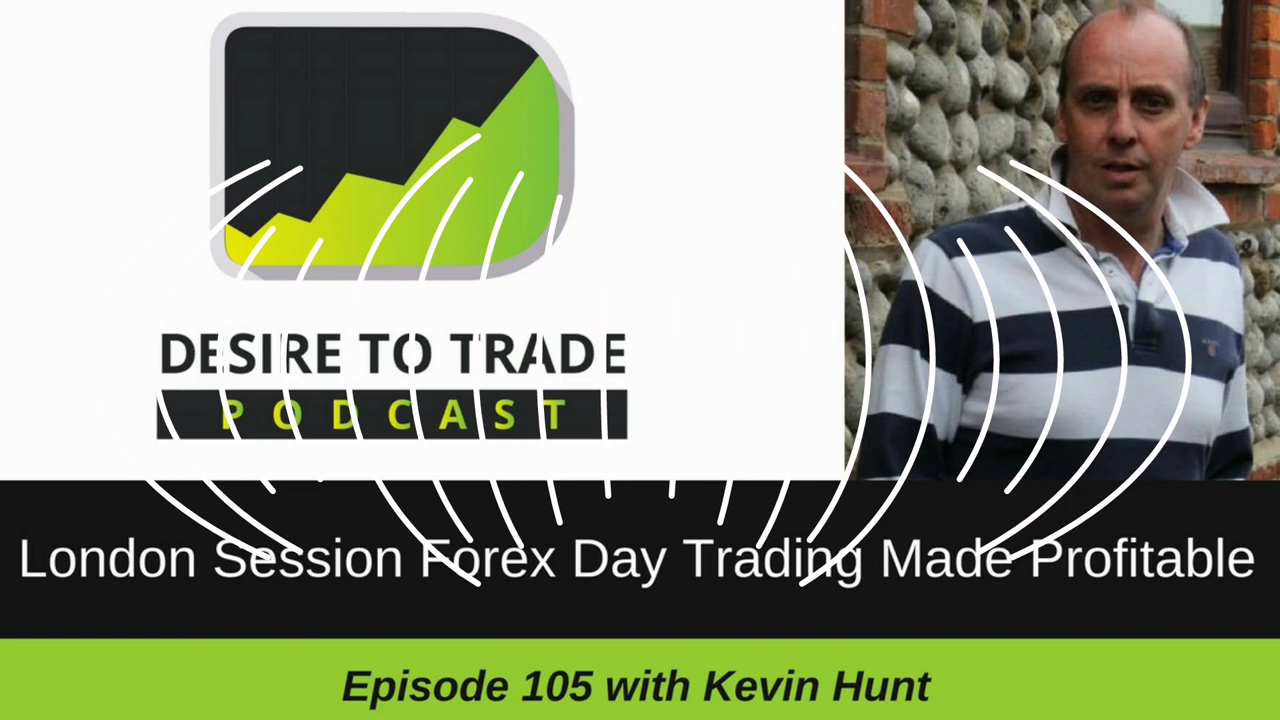 DESIRE TO TRADE
PODCAST
London Session Forex Day Trading Made Profitable
Episode 105 with Kevin Hunt